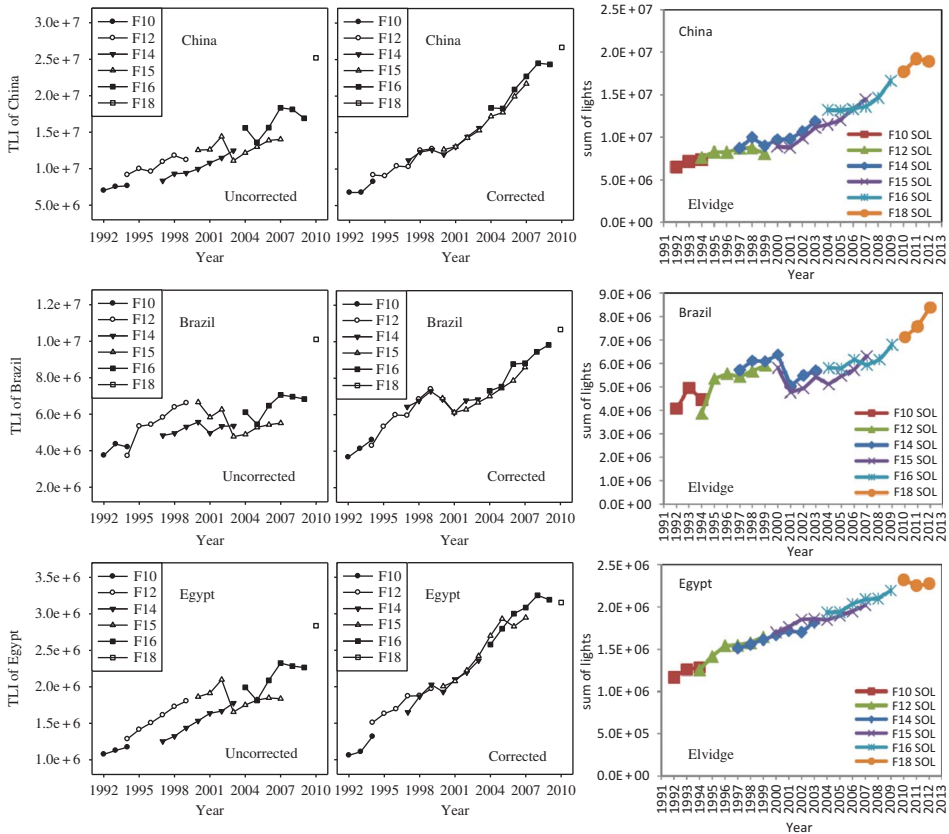 TLI of China
3.0e+ 7
2.5e+ 7
2.0e+ 7
1.5e+ 7
1.0e+ 7
5.0e+ 6
F10
F12
F14
F15
F16
F18
China
Uncorrected
1992 1995 1998 2001 2004 2007 2010
Year
F10
F12
F14
F15
F16
F18
China
Corrected
1992 1995 1998 2001 2004 2007 2010
Year
sum of lights
2.5E+07
2.0E+07
1.5E+07
1.0E+07
5.0E+06
0.0E+00
China
F10 SOL
F12 SOL
F14 SOL
F15 SOL
F16 SOL
F18 SOL
Elvidge
1991 1992 1993 1994 1995 1996 1997 1998 1999 2000 2001 2002 2003 2004 2005 2006 2007 2008 2009 2010 2011 2012 2013
Year
TLI of Brazil
1.2e+ 7
1.0e+ 7
8.0e+ 6
6.0e+ 6
4.0e+ 6
2.0e+ 6
F10
F12
F14
F15
F16
F18
Brazil
Uncorrected
1992 1995 1998 2001 2004 2007 2010
Year
F10
F12
F14
F15
F16
F18
Brazil
Corrected
1992 1995 1998 2001 2004 2007 2010
Year
sum of lights
9.0E+ 06
8.0E+ 06
7.0E+ 06
6.0E+ 06
5.0E+ 06
4.0E+ 06
3.0E+ 06
2.0E+ 06
1.0E+ 06
0.0E+ 00
Brazil
F10 SOL
F12 SOL
F14 SOL
F15 SOL
F16 SOL
F18 SOL
Elvidge
1991 1992 1993 1994 1995 1996 1997 1998 1999 2000 2001 2002 2003 2004 2005 2006 2007 2008 2009 2010 2011 2012 2013
Year
TLI of Egypt
3.5e+ 6
3.0e+ 6
2.5e+ 6
2.0e+ 6
1.5e+ 6
1.0e+ 6
F10
F12
F14
F15
F16
F18
Egypt
Uncorrected
1992 1995 1998 2001 2004 2007 2010
Year
F10
F12
F14
F15
F16
F18
Egypt
Corrected
1992 1995 1998 2001 2004 2007 2010
Year
sum of lights
2.5E+ 06
2.0E+ 06
1.5E+ 06
1.0E+ 06
5.0E+ 05
0.0E+ 00
Egypt
F10 SOL
F12 SOL
F14 SOL
F15 SOL
F16 SOL
F18 SOL
Elvidge
1991 1992 1993 1994 1995 1996 1997 1998 1999 2000 2001 2002 2003 2004 2005 2006 2007 2008 2009 2010 2011 2012 2013
Year